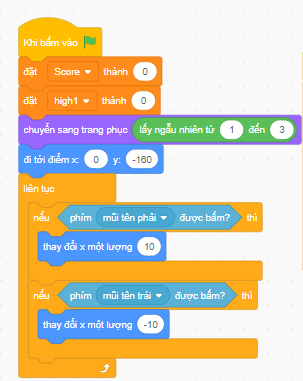 Khi bấm vào
đặt Score thành 0
đặt high1 thành 0
chuyển sang trang phục lấy ngẫu nhiên từ 1 đến 3
đi tới điểm x: 0 y: -160
liên tục
nếu phím mũi tên phải được bấm? thì
thay đổi x một lượng 10
nếu phím mũi tên trái được bấm? thì
thay đổi x một lượng -10